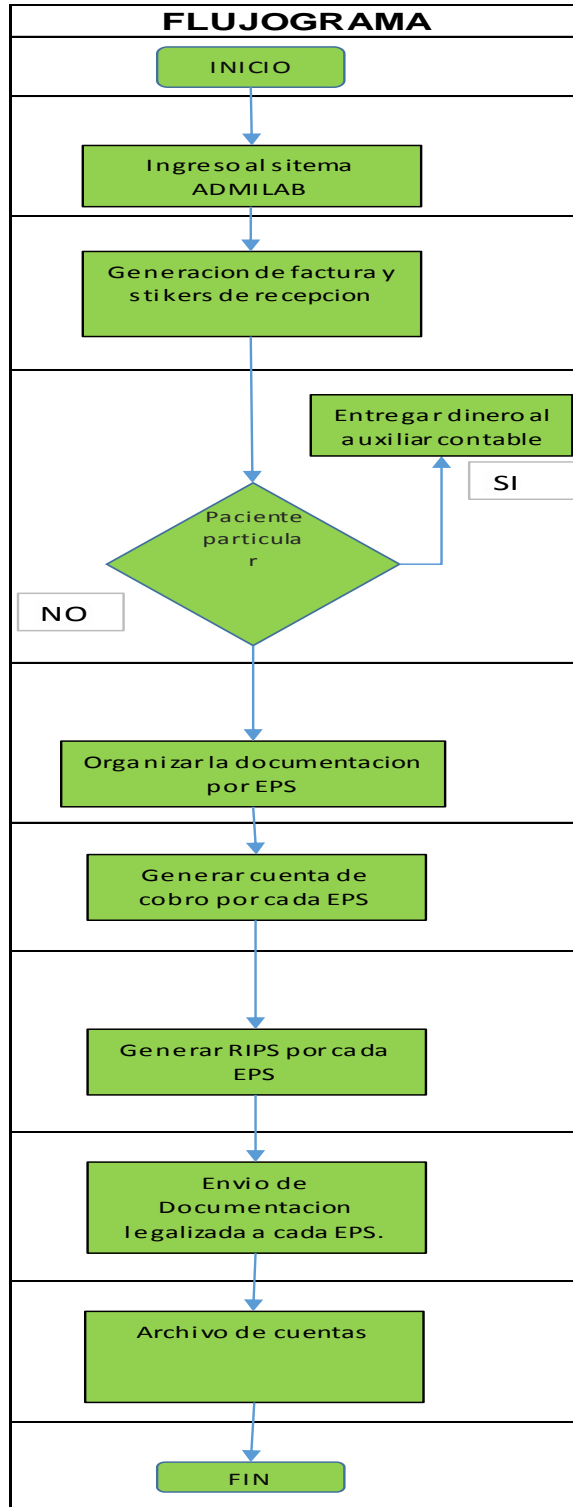 FLUJOGRAMA
INICIO
Ingreso al sitema
ADMILAB
Generacion de factura y
stikers de recepcion
Entregar dinero al
auxiliar contable
SI
Paciente
particula
r
NO
Organizar la documentacion
por EPS
Generar cuenta de
cobro por cada EPS
Generar RIPS por cada
EPS
Envio de
Documentacion
legalizada a cada EPS.
Archivo de cuentas
FIN